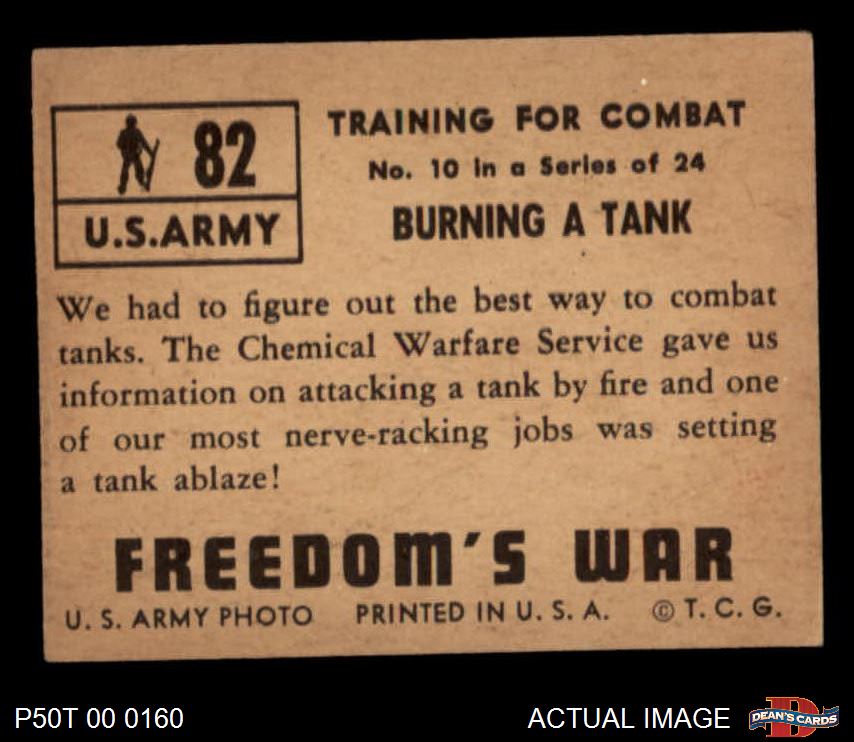 82
U.S.ARMY
TRAINING FOR COMBAT
No. 10 in a Series of 24
BURNING A TANK
We had to figure out the best way to combat
tanks. The Chemical Warfare Service gave us
information on attacking a tank by fire and one
of our most nerve-racking jobs was setting
a tank ablaze!
FREEDOM'S WAR
U. S. ARMY PHOTO PRINTED IN U. S. A. © T. C. G.
P50T 00 0160
ACTUAL IMAGE
D
DEAN'S CARDS